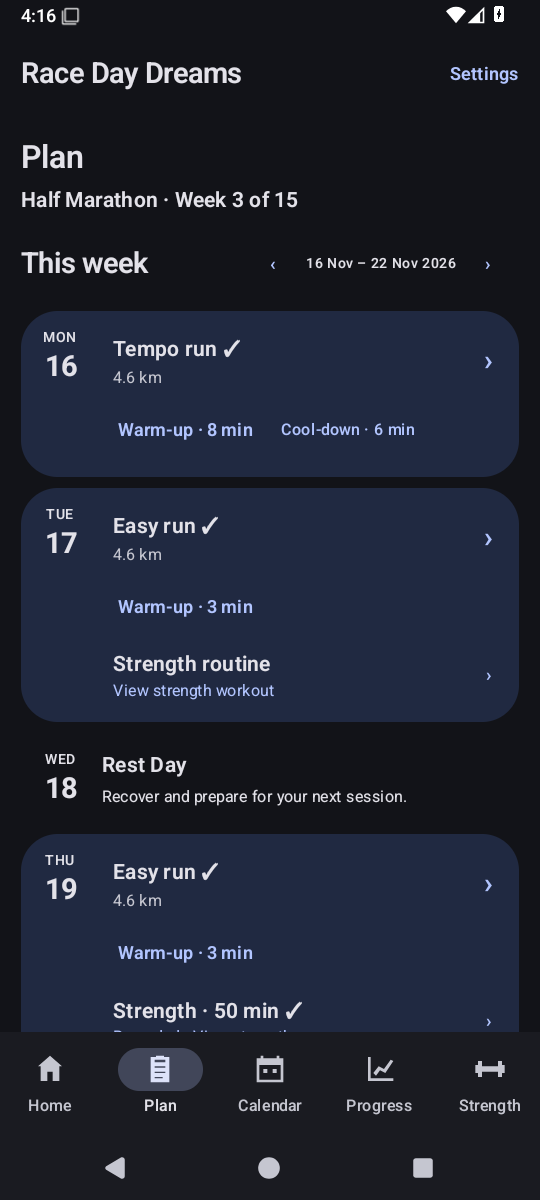 4:16
Race Day Dreams
Settings
Plan
Half Marathon · Week 3 of 15
This week
‹ 16 Nov – 22 Nov 2026 ›
MON
16
Tempo run ✓
4.6 km
›
Warm-up · 8 min
Cool-down · 6 min
TUE
17
Easy run ✓
4.6 km
›
Warm-up · 3 min
Strength routine
View strength workout
›
WED
18
Rest Day
Recover and prepare for your next session.
THU
19
Easy run ✓
4.6 km
›
Warm-up · 3 min
Strength · 50 min ✓
›
Home
Plan
Calendar
Progress
Strength